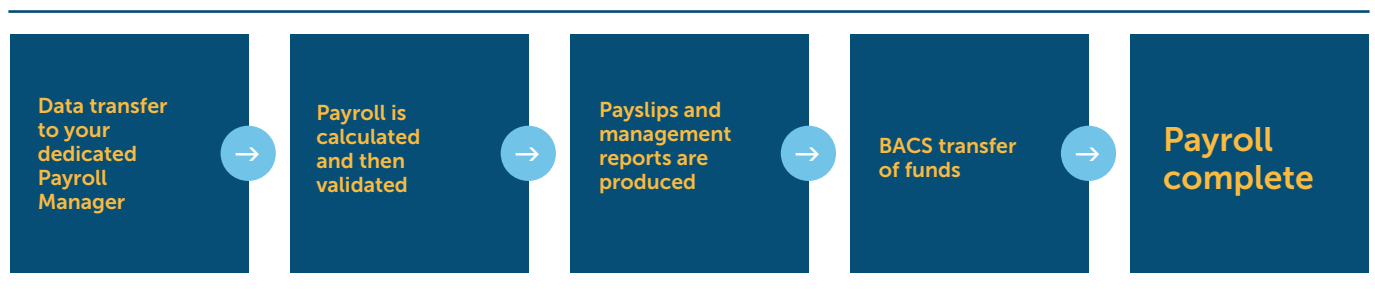 Data transfer
to your
dedicated
Payroll
Manager
Payroll is
calculated
and then
validated
Payslips and
management
reports are
produced
BACS transfer
of funds
Payroll
complete